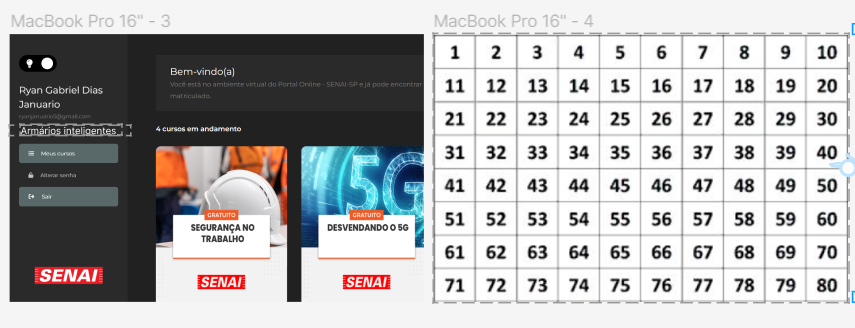 MacBook Pro 16" - 3
Ryan Gabriel Dias
Januario
ryanjanuario3@gmail.com
Armários inteligentes
Meus cursos
Alterar senha
Sair
SENAI
Bem-vindo(a)
Você está no ambiente virtual do Portal Online - SENAI-SP e já pode encontrar
matriculado.
4 cursos em andamento
GRATUITO
SEGURANÇA NO
TRABALHO
SENAI
5G
GRATUITO
DESVENDANDO O 5G
SENAI
MacBook Pro 16" - 4
1 2 3 4 5 6 7 8 9 10
11 12 13 14 15 16 17 18 19 20
21 22 23 24 25 26 27 28 29 30
31 32 33 34 35 36 37 38 39 40
41 42 43 44 45 46 47 48 49 50
51 52 53 54 55 56 57 58 59 60
61 62 63 64 65 66 67 68 69 70
71 72 73 74 75 76 77 78 79 80